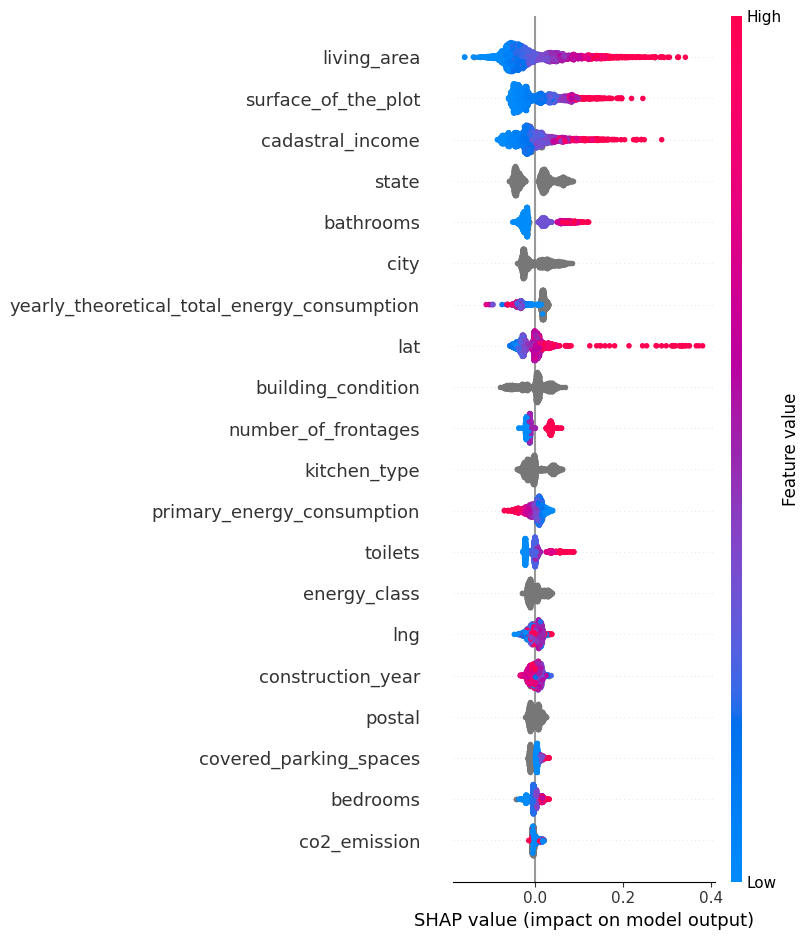 High
living_area
surface_of_the_plot
cadastral_income
state
bathrooms
city
yearly_theoretical_total_energy_consumption
lat
building_condition
number_of_frontages
kitchen_type
primary_energy_consumption
toilets
energy_class
lng
construction_year
postal
covered_parking_spaces
bedrooms
co2_emission
Feature value
Low
0.0 0.2 0.4
SHAP value (impact on model output)